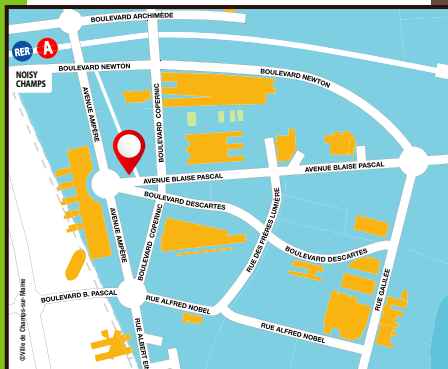 BOULEVARD ARCHIMÈDE
RER A
NOISY
CHAMPS
BOULEVARD NEWTON
BOULEVARD NEWTON
AVENUE AMPÈRE
BOULEVARD COPERNIC
AVENUE BLAISE PASCAL
AVENUE BLAISE PASCAL
BOULEVARD DESCARTES
AVENUE AMPÈRE
BOULEVARD COPERNIC
RUE DES FRÈRES LUMIÈRE
BOULEVARD DESCARTES
RUE GALILÉE
BOULEVARD B. PASCAL
RUE ALFRED NOBEL
RUE ALFRED NOBEL
RUE ALBERT EIN
©Ville de Champs-sur-Marne